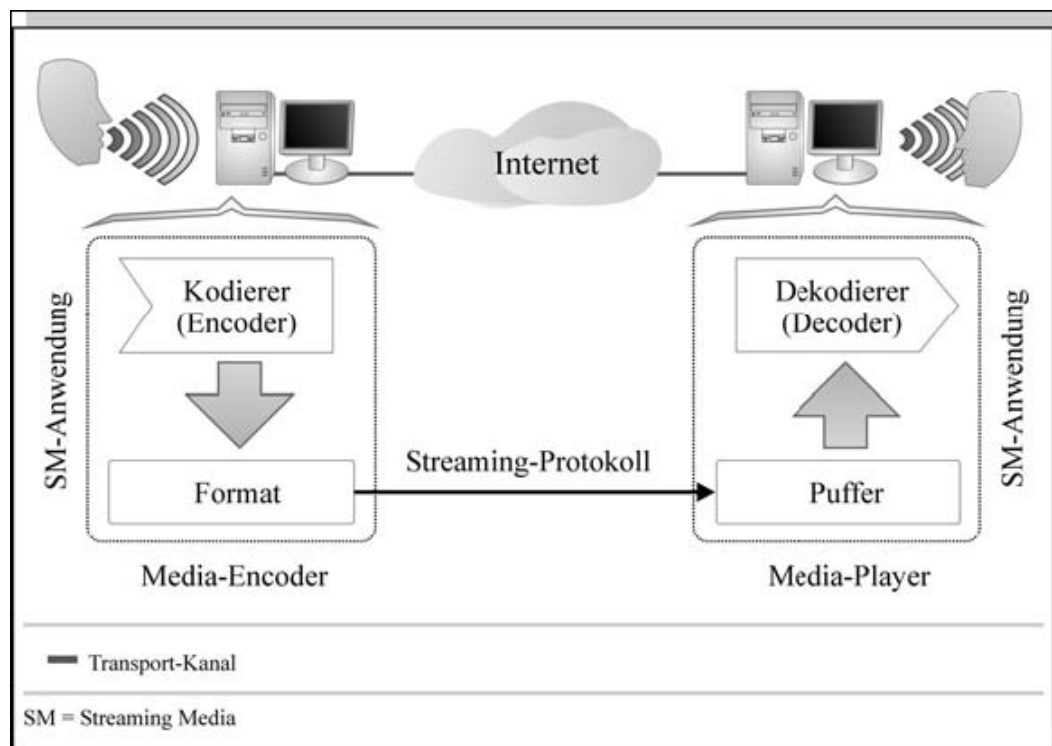 Internet
SM-Anwendung
Kodierer
(Encoder)
Format
Media-Encoder
Streaming-Protokoll
Dekodierer
(Decoder)
Puffer
Media-Player
SM-Anwendung
Transport-Kanal
SM = Streaming Media